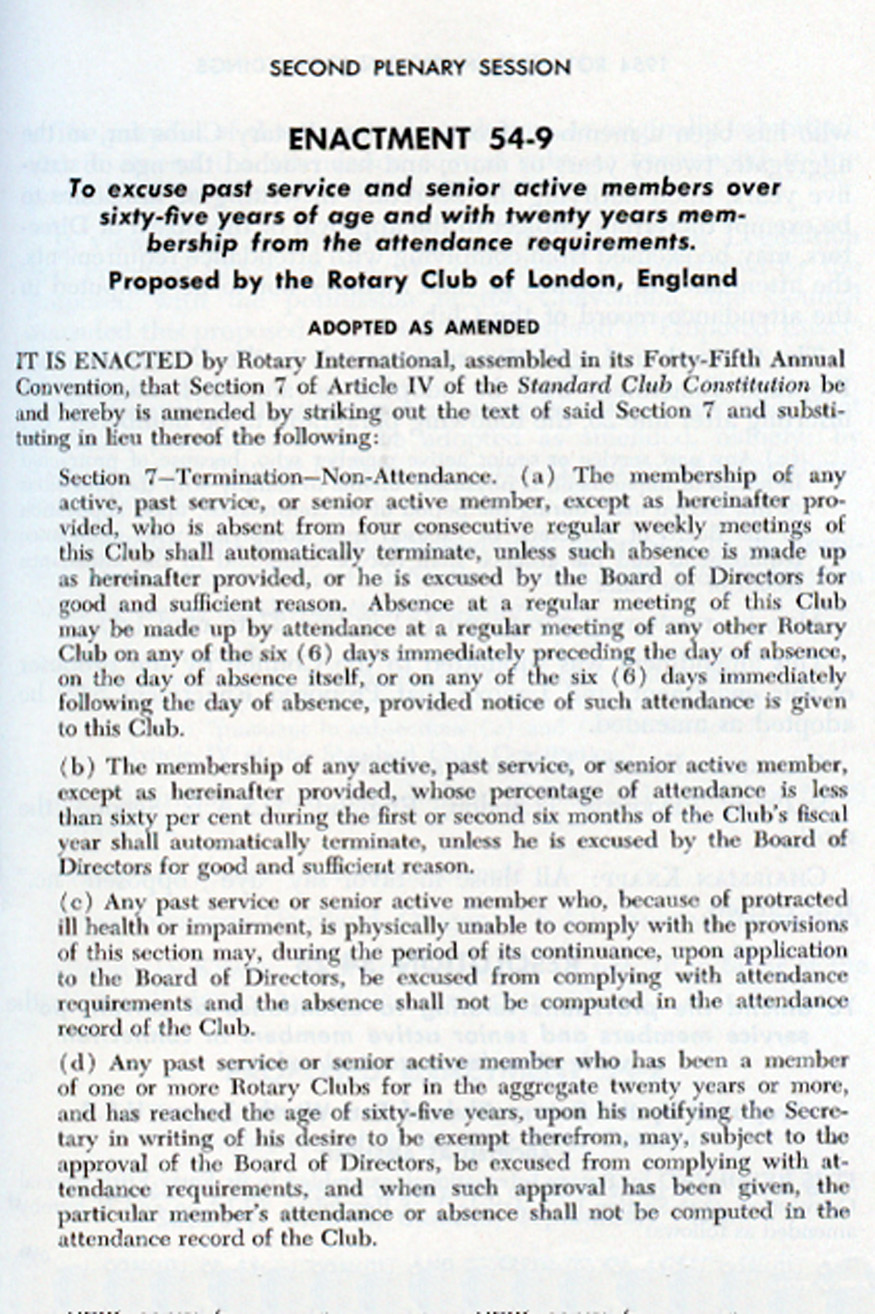 SECOND PLENARY SESSION
ENACTMENT 54-9
To excuse past service and senior active members over
sixty-five years of age and with twenty years mem-
bership from the attendance requirements.
Proposed by the Rotary Club of London, England
ADOPTED AS AMENDED
IT IS ENACTED by Rotary International, assembled in its Forty-Fifth Annual
Convention, that Section 7 of Article IV of the Standard Club Constitution be
and hereby is amended by striking out the text of said Section 7 and substi-
tuting in lieu thereof the following:
Section 7—Termination—Non-Attendance. (a) The membership of any
active, past service, or senior active member, except as hereinafter pro-
vided, who is absent from four consecutive regular weekly meetings of
this Club shall automatically terminate, unless such absence is made up
as hereinafter provided, or he is excused by the Board of Directors for
good and sufficient reason. Absence at a regular meeting of this Club
may be made up by attendance at a regular meeting of any other Rotary
Club on any of the six (6) days immediately preceding the day of absence,
on the day of absence itself, or on any of the six (6) days immediately
following the day of absence, provided notice of such attendance is given
to this Club.
(b) The membership of any active, past service, or senior active member,
except as hereinafter provided, whose percentage of attendance is less
than sixty per cent during the first or second six months of the Club's fiscal
year shall automatically terminate, unless he is excused by the Board of
Directors for good and sufficient reason.
(c) Any past service or senior active member who, because of protracted
ill health or impairment, is physically unable to comply with the provisions
of this section may, during the period of its continuance, upon application
to the Board of Directors, be excused from complying with attendance
requirements and the absence shall not be computed in the attendance
record of the Club.
(d) Any past service or senior active member who has been a member
of one or more Rotary Clubs for in the aggregate twenty years or more,
and has reached the age of sixty-five years, upon his notifying the Secre-
tary in writing of his desire to be exempt therefrom, may, subject to the
approval of the Board of Directors, be excused from complying with at-
tendance requirements, and when such approval has been given, the
particular member's attendance or absence shall not be computed in the
attendance record of the Club.